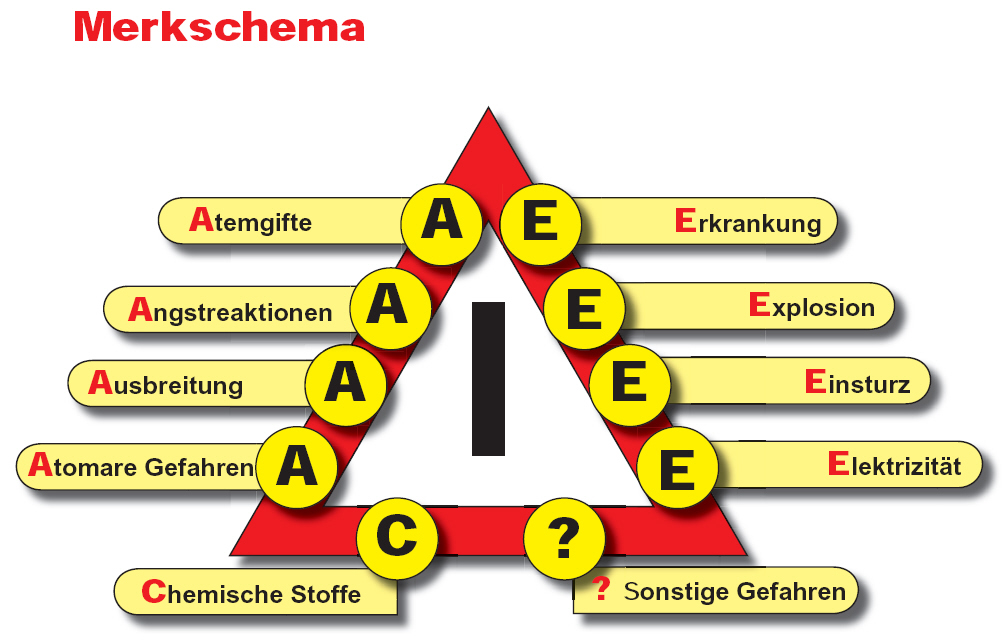 Merkschema
Atemgifte A E Erkrankung
Angstreaktionen A E Explosion
Ausbreitung A E Einsturz
Atomare Gefahren A E Elektrizität
C ?
Chemische Stoffe ? Sonstige Gefahren